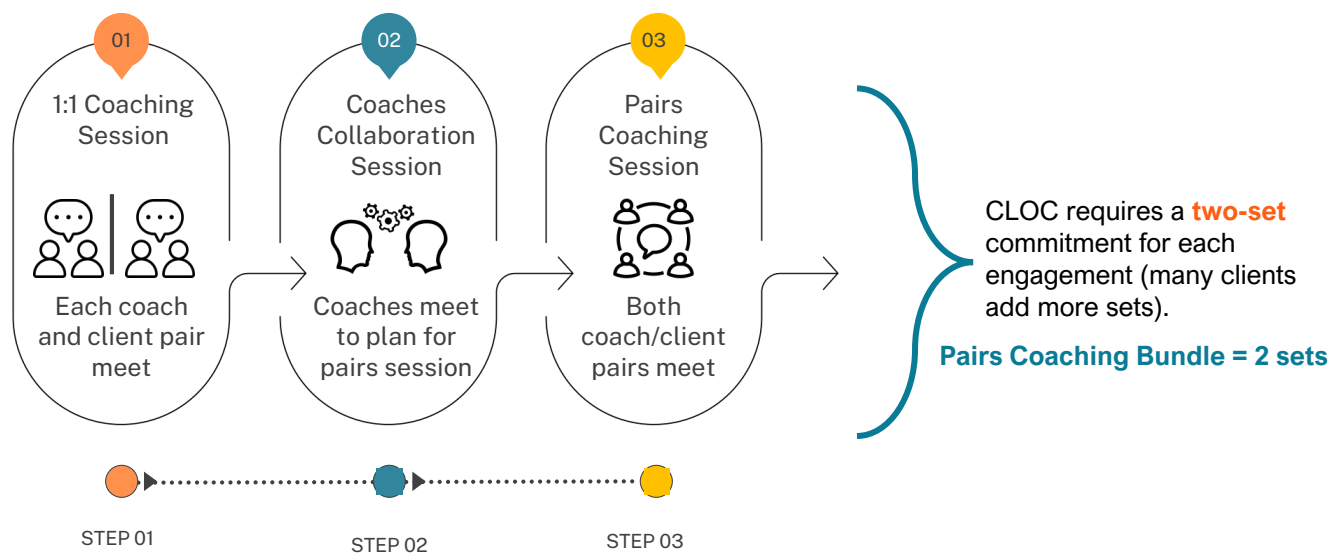 01
1:1 Coaching
Session
Each coach
and client pair
meet
02
Coaches
Collaboration
Session
Coaches meet
to plan for
pairs session
03
Pairs
Coaching
Session
Both
coach/client
pairs meet
CLOC requires a two-set
commitment for each
engagement (many clients
add more sets).
Pairs Coaching Bundle = 2 sets
STEP 01
STEP 02
STEP 03